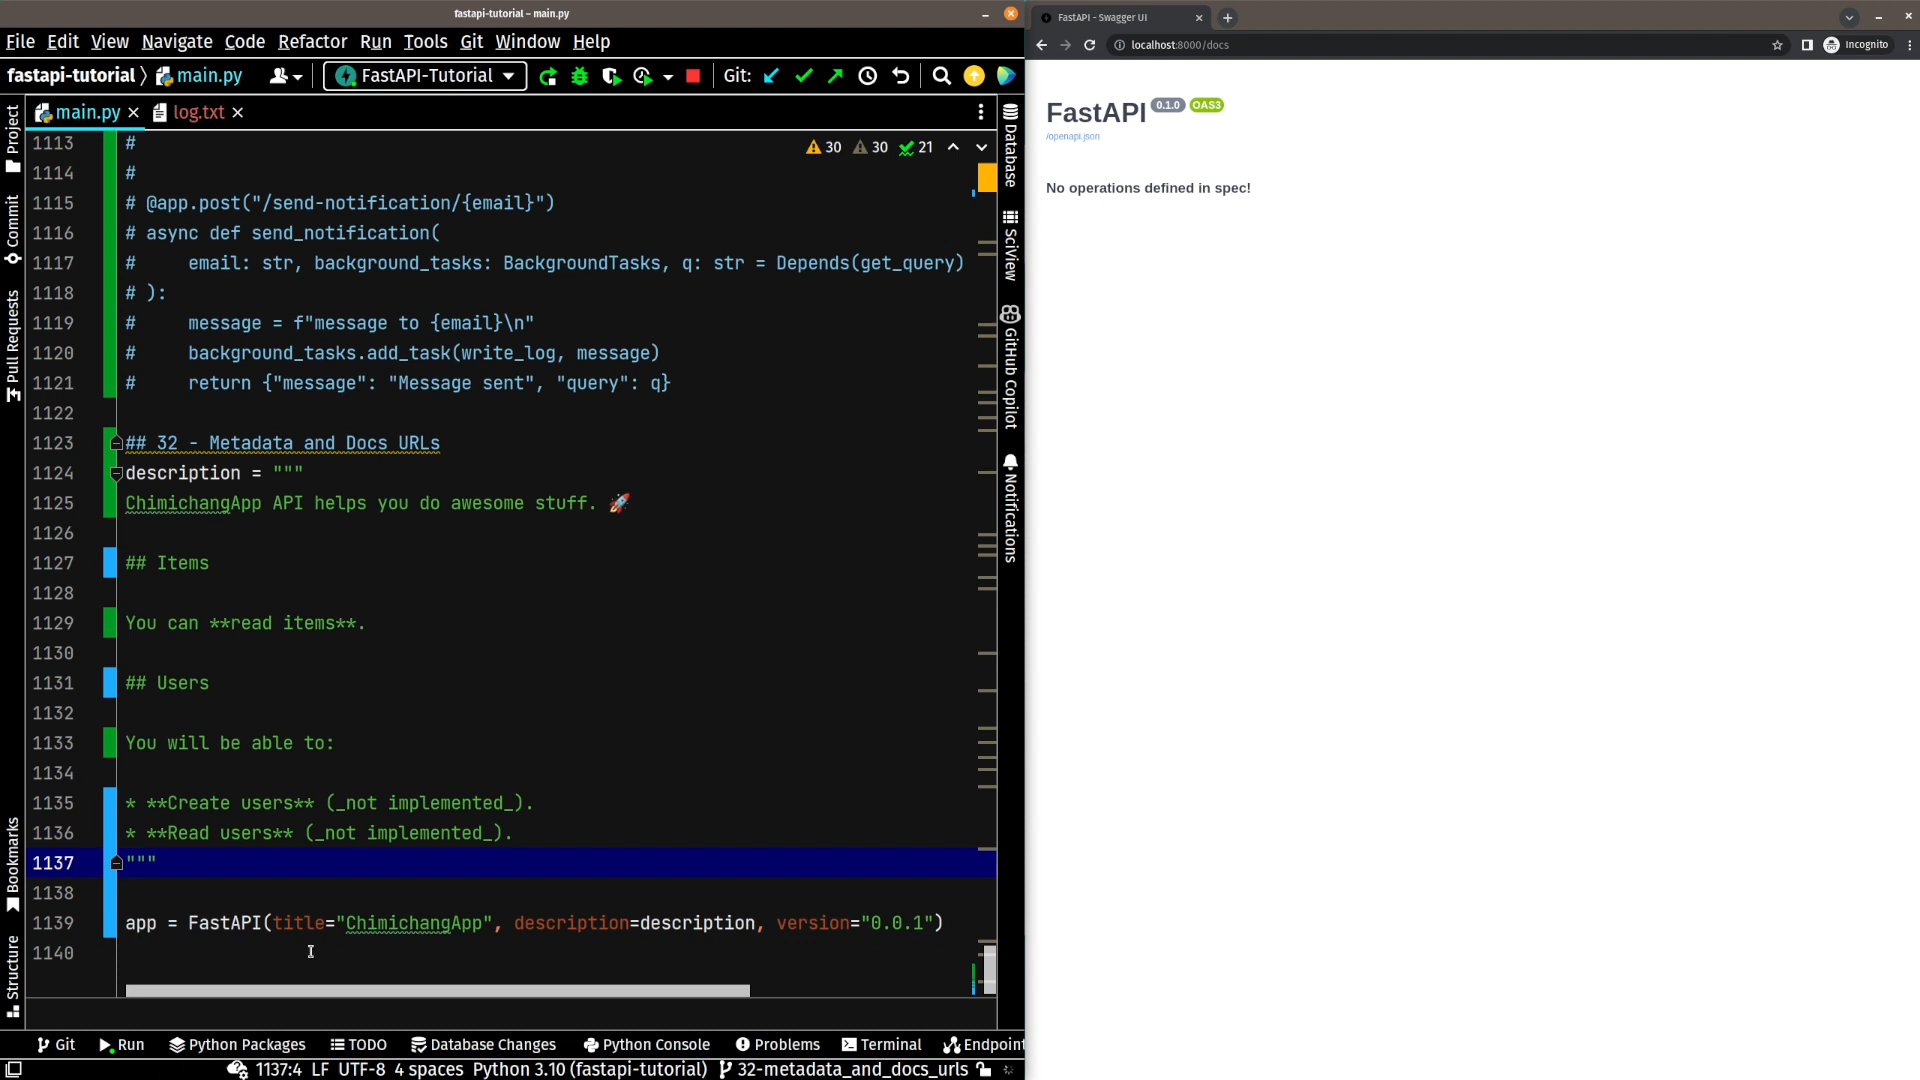 fastapi-tutorial – main.py
File Edit View Navigate Code Refactor Run Tools Git Window Help
fastapi-tutorial main.py FastAPI-Tutorial Git:
main.py log.txt
30 30 21
1113 #
1114 #
1115 # @app.post("/send-notification/{email}")
1116 # async def send_notification(
1117 #     email: str, background_tasks: BackgroundTasks, q: str = Depends(get_query)
1118 # ):
1119 #     message = f"message to {email}\n"
1120 #     background_tasks.add_task(write_log, message)
1121 #     return {"message": "Message sent", "query": q}
1122
1123 ## 32 - Metadata and Docs URLs
1124 description = """
1125 ChimichangApp API helps you do awesome stuff. 🚀
1126
1127 ## Items
1128
1129 You can **read items**.
1130
1131 ## Users
1132
1133 You will be able to:
1134
1135 * **Create users** (_not implemented_).
1136 * **Read users** (_not implemented_).
1137 """
1138
1139 app = FastAPI(title="ChimichangApp", description=description, version="0.0.1")
1140
Project
Commit
Pull Requests
Bookmarks
Structure
Database
SciView
GitHub Copilot
Notifications
Git Run Python Packages TODO Database Changes Python Console Problems Terminal Endpoint
1137:4 LF UTF-8 4 spaces Python 3.10 (fastapi-tutorial) 32-metadata_and_docs_urls
FastAPI - Swagger UI
localhost:8000/docs Incognito
FastAPI 0.1.0 OAS3
/openapi.json
No operations defined in spec!